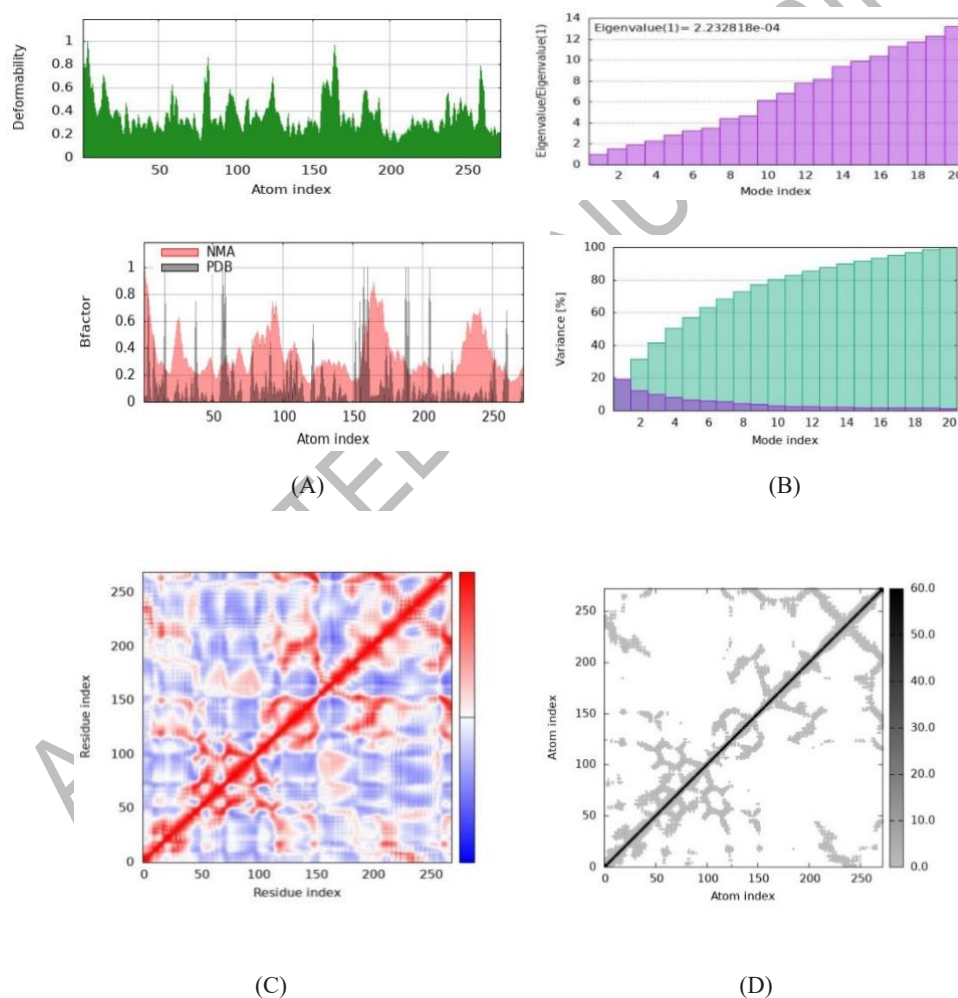 Deformability
1
0.8
0.6
0.4
0.2
0
50 100 150 200 250
Atom index
Eigenvalue(1)= 2.232818e-04
Eigenvalue/Eigenvalue(1)
14
12
10
8
6
4
2
0
2 4 6 8 10 12 14 16 18 20
Mode index
NMA
PDB
Bfactor
1
0.8
0.6
0.4
0.2
0
50 100 150 200 250
Atom index
Variance [%]
100
80
60
40
20
0
2 4 6 8 10 12 14 16 18 20
Mode index
(A) (B)
Residue index
250
200
150
100
50
0
0 50 100 150 200 250
Residue index
Atom index
250
200
150
100
50
0
0 50 100 150 200 250
Atom index
60.0
50.0
40.0
30.0
20.0
10.0
0.0
(C) (D)